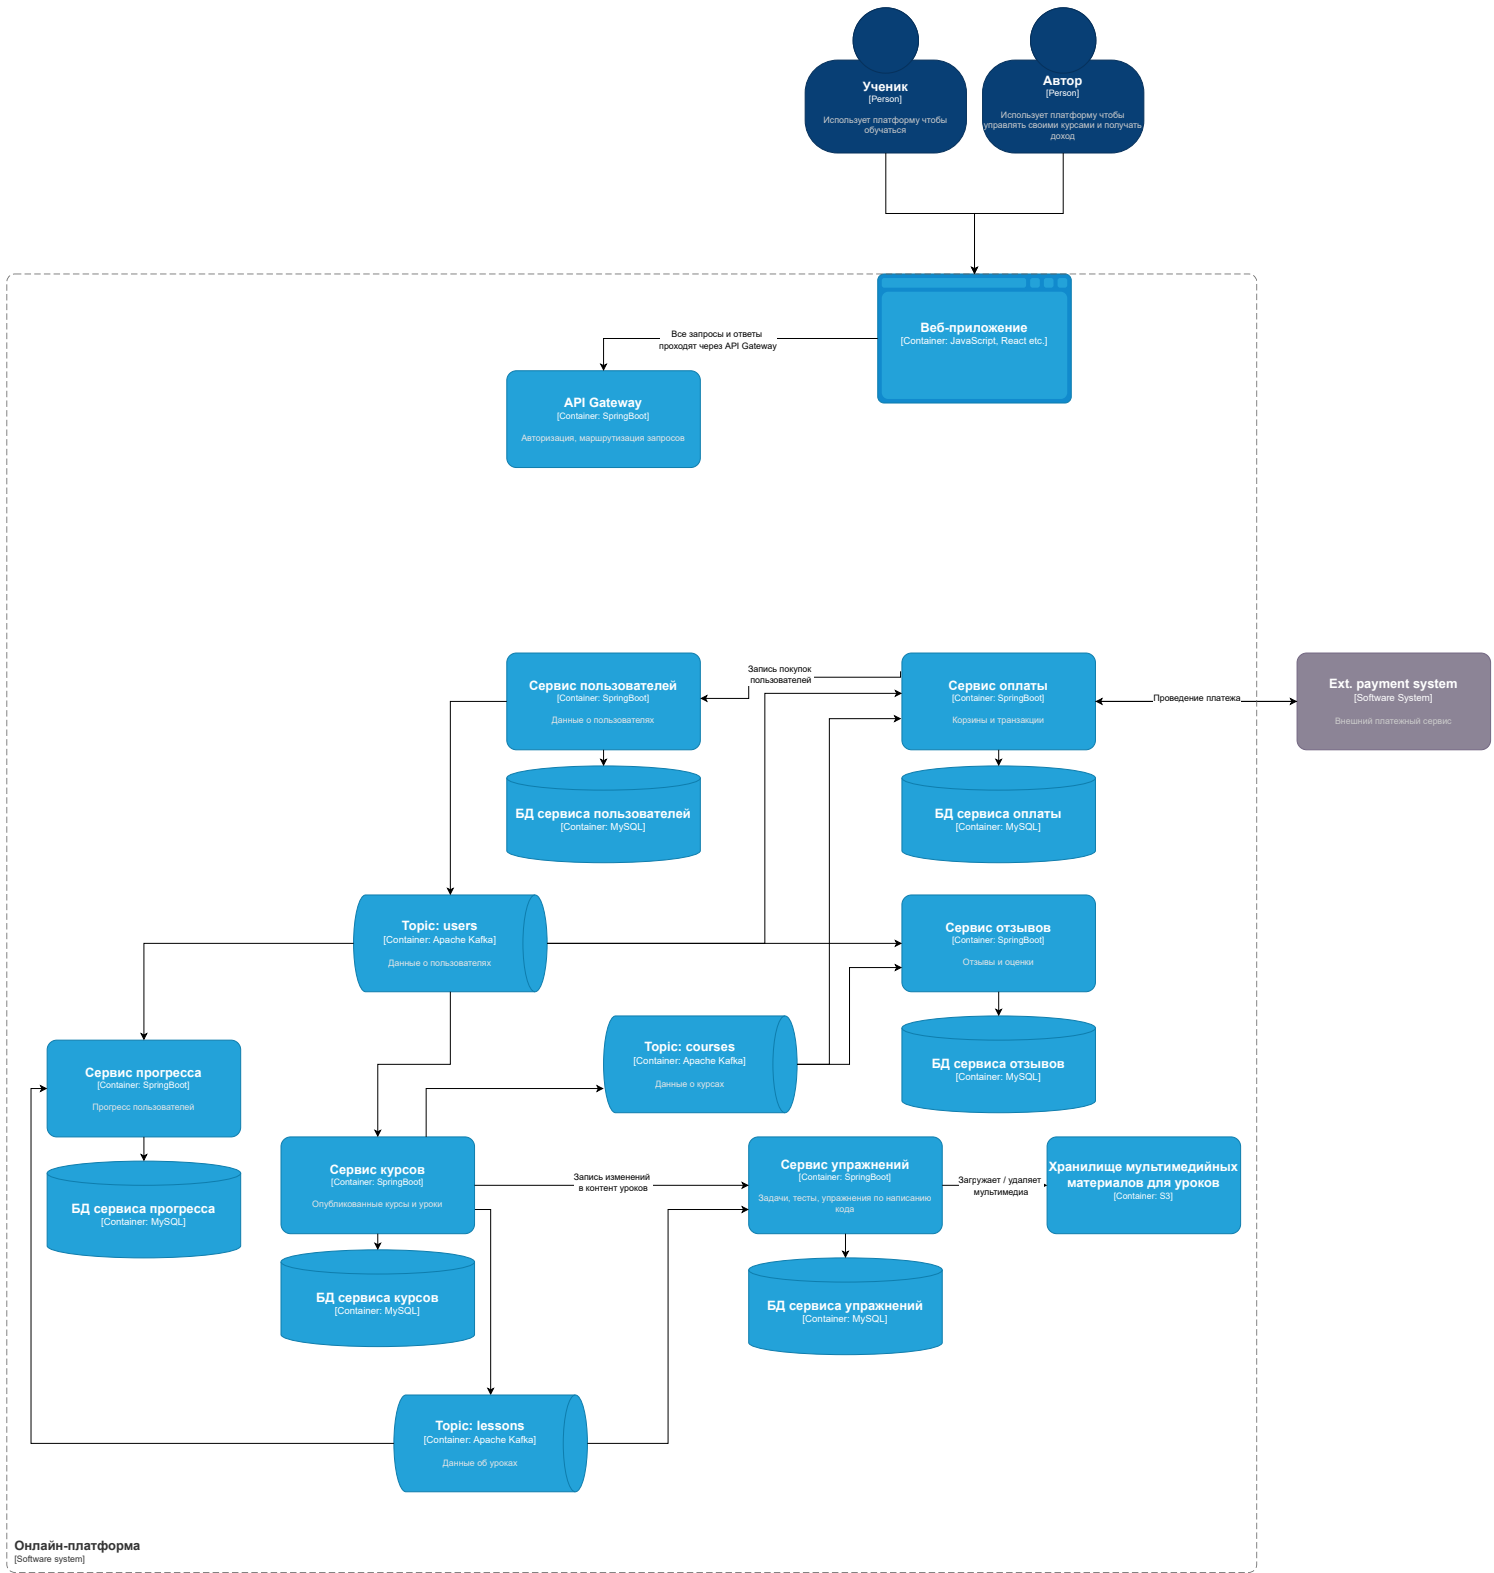 Ученик
[Person]
Использует платформу чтобы
обучаться
Автор
[Person]
Использует платформу чтобы
управлять своими курсами и получать
доход
Веб-приложение
[Container: JavaScript, React etc.]
Все запросы и ответы
проходят через API Gateway
API Gateway
[Container: SpringBoot]
Авторизация, маршрутизация запросов
Сервис пользователей
[Container: SpringBoot]
Данные о пользователях
Запись покупок
пользователей
Сервис оплаты
[Container: SpringBoot]
Корзины и транзакции
Проведение платежа
Ext. payment system
[Software System]
Внешний платежный сервис
БД сервиса пользователей
[Container: MySQL]
БД сервиса оплаты
[Container: MySQL]
Topic: users
[Container: Apache Kafka]
Данные о пользователях
Сервис отзывов
[Container: SpringBoot]
Отзывы и оценки
Topic: courses
[Container: Apache Kafka]
Данные о курсах
БД сервиса отзывов
[Container: MySQL]
Сервис прогресса
[Container: SpringBoot]
Прогресс пользователей
БД сервиса прогресса
[Container: MySQL]
Сервис курсов
[Container: SpringBoot]
Опубликованные курсы и уроки
Запись изменений
в контент уроков
Сервис упражнений
[Container: SpringBoot]
Задачи, тесты, упражнения по написанию
кода
Загружает / удаляет
мультимедиа
Хранилище мультимедийных
материалов для уроков
[Container: S3]
БД сервиса курсов
[Container: MySQL]
БД сервиса упражнений
[Container: MySQL]
Topic: lessons
[Container: Apache Kafka]
Данные об уроках
Онлайн-платформа
[Software system]